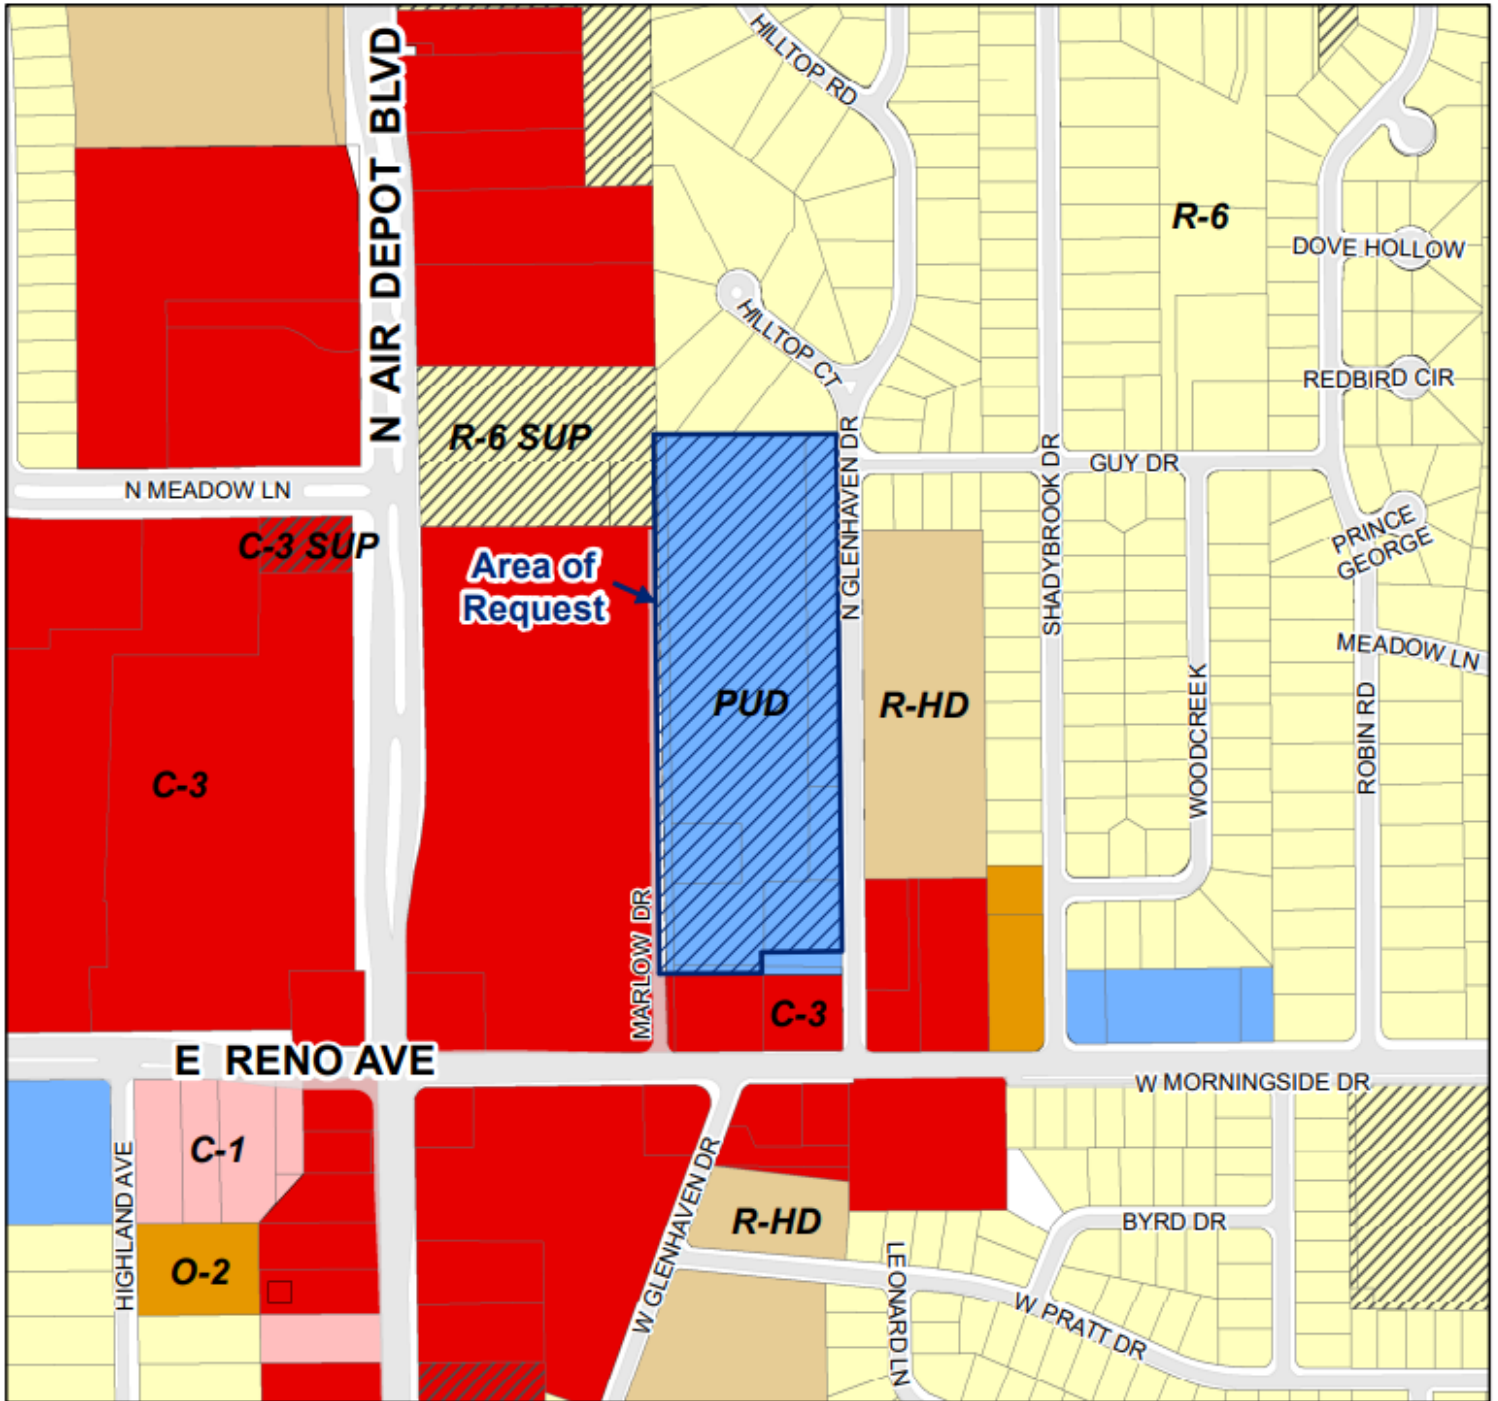 HILLTOP RD
N AIR DEPOT BLVD
R-6
DOVE HOLLOW
HILLTOP CT
REDBIRD CIR
R-6 SUP
N GLENHAVEN DR
SHADYBROOK DR
GUY DR
N MEADOW LN
C-3 SUP
PRINCE
GEORGE
Area of
Request
MEADOW LN
PUD
R-HD
WOODCREEK
ROBIN RD
C-3
MARLOW DR
C-3
E RENO AVE
W MORNINGSIDE DR
C-1
HIGHLAND AVE
W GLENHAVEN DR
R-HD
BYRD DR
O-2
LEONARD LN
W PRATT DR